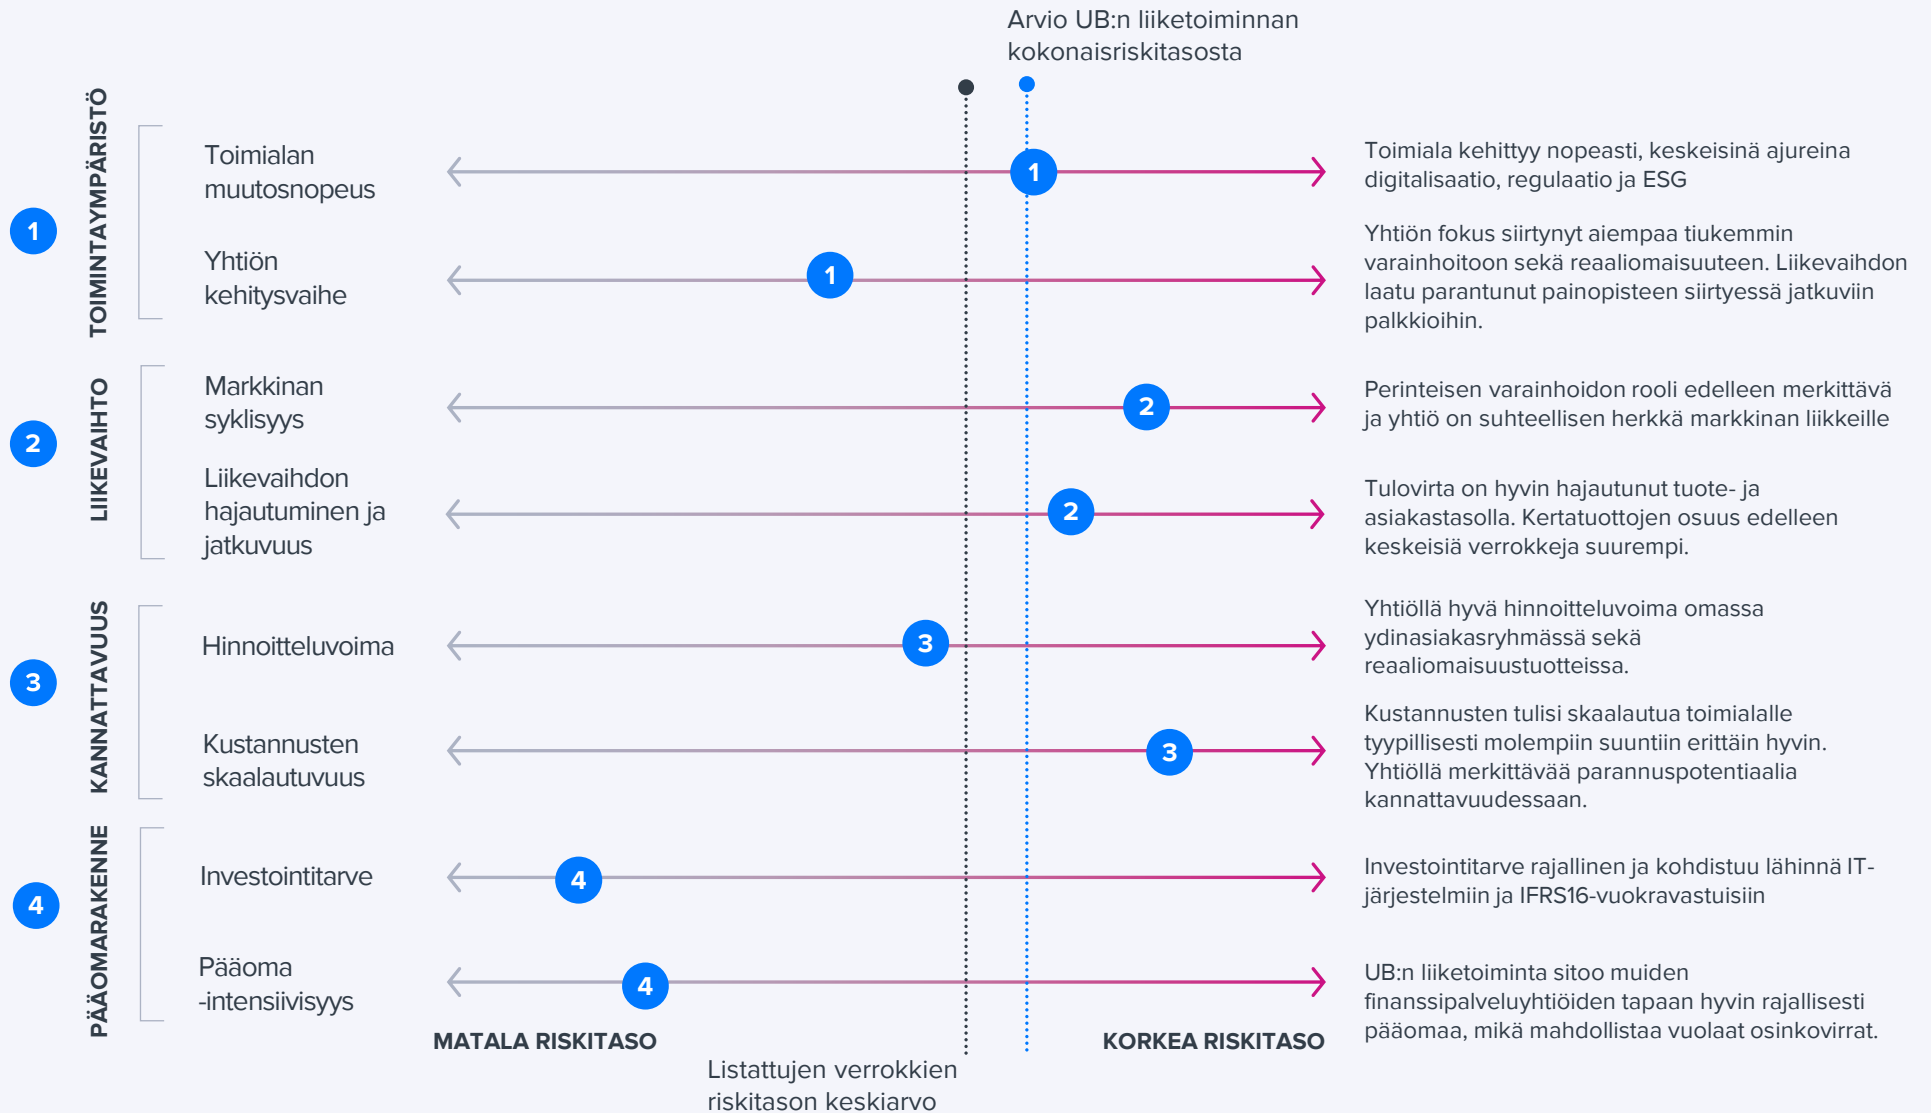 Arvio UB:n liiketoiminnan
kokonaisriskitasosta
1
TOIMINTAYMPÄRISTÖ
Toimialan
muutosnopeus
1
Toimiala kehittyy nopeasti, keskeisinä ajureina
digitalisaatio, regulaatio ja ESG
Yhtiön
kehitysvaihe
1
Yhtiön fokus siirtynyt aiempaa tiukemmin
varainhoitoon sekä reaaliomaisuuteen. Liikevaihdon
laatu parantunut painopisteen siirtyessä jatkuviin
palkkioihin.
2
LIIKEVAIHTO
Markkinan
syklisyys
2
Perinteisen varainhoidon rooli edelleen merkittävä
ja yhtiö on suhteellisen herkkä markkinan liikkeille
Liikevaihdon
hajautuminen ja
jatkuvuus
2
Tulovirta on hyvin hajautunut tuote- ja
asiakastasolla. Kertatuottojen osuus edelleen
keskeisiä verrokkeja suurempi.
3
KANNATTAVUUS
Hinnoitteluvoima
3
Yhtiöllä hyvä hinnoitteluvoima omassa
ydinasiakasryhmässä sekä
reaaliomaisuustuotteissa.
Kustannusten
skaalautuvuus
3
Kustannusten tulisi skaalautua toimialalle
tyypillisesti molempiin suuntiin erittäin hyvin.
Yhtiöllä merkittävää parannuspotentiaalia
kannattavuudessaan.
4
PÄÄOMARAKENNE
Investointitarve
4
Investointitarve rajallinen ja kohdistuu lähinnä IT-
järjestelmiin ja IFRS16-vuokravastuisiin
Pääoma
-intensiivisyys
4
UB:n liiketoiminta sitoo muiden
finanssipalveluyhtiöiden tapaan hyvin rajallisesti
pääomaa, mikä mahdollistaa vuolaat osinkovirrat.
MATALA RISKITASO
KORKEA RISKITASO
Listattujen verrokkien
riskitason keskiarvo